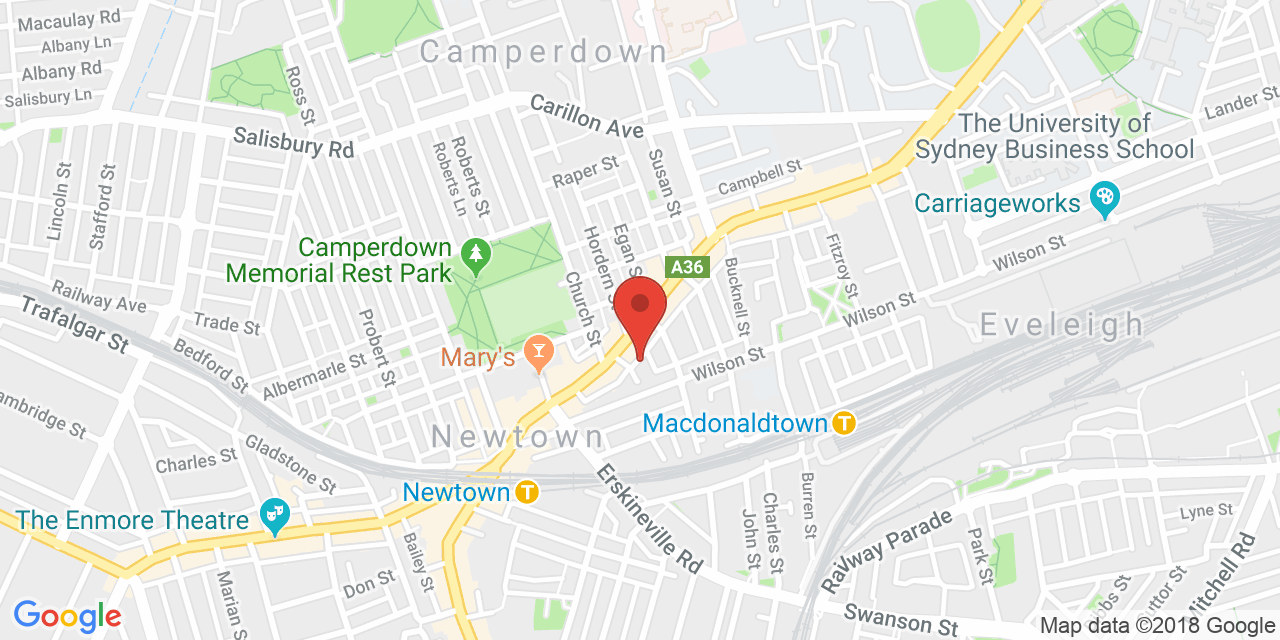 Macaulay Rd
Albany Ln
Albany Rd
Salisbury Ln
Ross St
Camperdown
Carillon Ave
Salisbury Rd
Lander St
The University of
Sydney Business School
Lincoln St
Stafford St
Roberts St
Roberts Ln
Raper St
Susan St
Campbell St
Carriageworks
Camperdown
Memorial Rest Park
Egan S
Hordern S
Church St
A36
Bucknell St
Fitzroy St
Wilson St
Wilson St
Eveleigh
Railway Ave
Trafalgar St
Trade St
Bedford St
Probert St
Albermarle St
Mary's
Wilson St
Macdonaldtown
T
Newtown
ambridge St
Charles St
Gladstone St
Newtown
T
Erskineville Rd
The Enmore Theatre
Bailey St
Don St
Marian St
John St
Charles St
Burren St
Railway Parade
Park St
Lyne St
Mitchell Rd
Swanson St
Google
Map data ©2018 Google